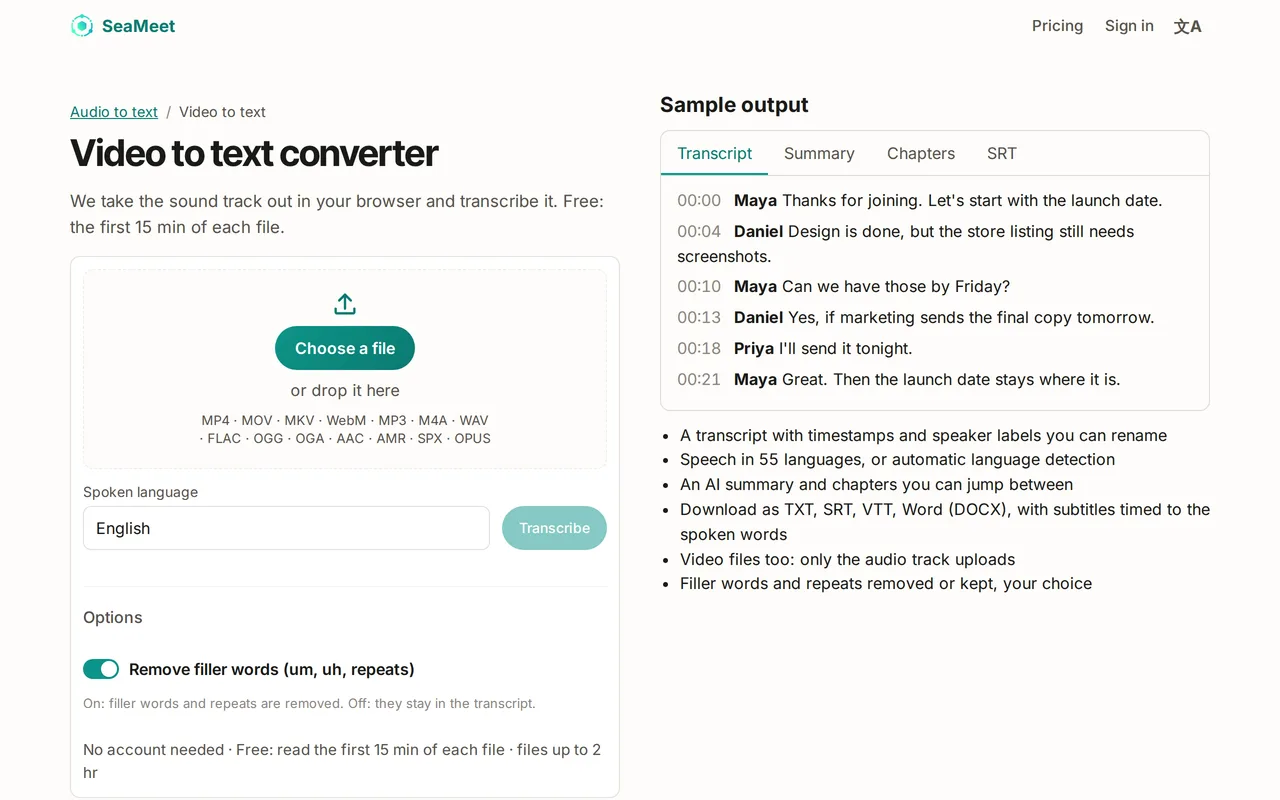 SeaMeet
Pricing
Sign in
文A
Audio to text / Video to text
Video to text converter
We take the sound track out in your browser and transcribe it. Free:
the first 15 min of each file.
Choose a file
or drop it here
MP4 · MOV · MKV · WebM · MP3 · M4A · WAV
· FLAC · OGG · OGA · AAC · AMR · SPX · OPUS
Spoken language
English
Transcribe
Options
Remove filler words (um, uh, repeats)
On: filler words and repeats are removed. Off: they stay in the transcript.
No account needed · Free: read the first 15 min of each file · files up to 2
hr
Sample output
Transcript
Summary
Chapters
SRT
00:00 Maya Thanks for joining. Let's start with the launch date.
00:04 Daniel Design is done, but the store listing still needs
screenshots.
00:10 Maya Can we have those by Friday?
00:13 Daniel Yes, if marketing sends the final copy tomorrow.
00:18 Priya I'll send it tonight.
00:21 Maya Great. Then the launch date stays where it is.
• A transcript with timestamps and speaker labels you can rename
• Speech in 55 languages, or automatic language detection
• An AI summary and chapters you can jump between
• Download as TXT, SRT, VTT, Word (DOCX), with subtitles timed to the
spoken words
• Video files too: only the audio track uploads
• Filler words and repeats removed or kept, your choice